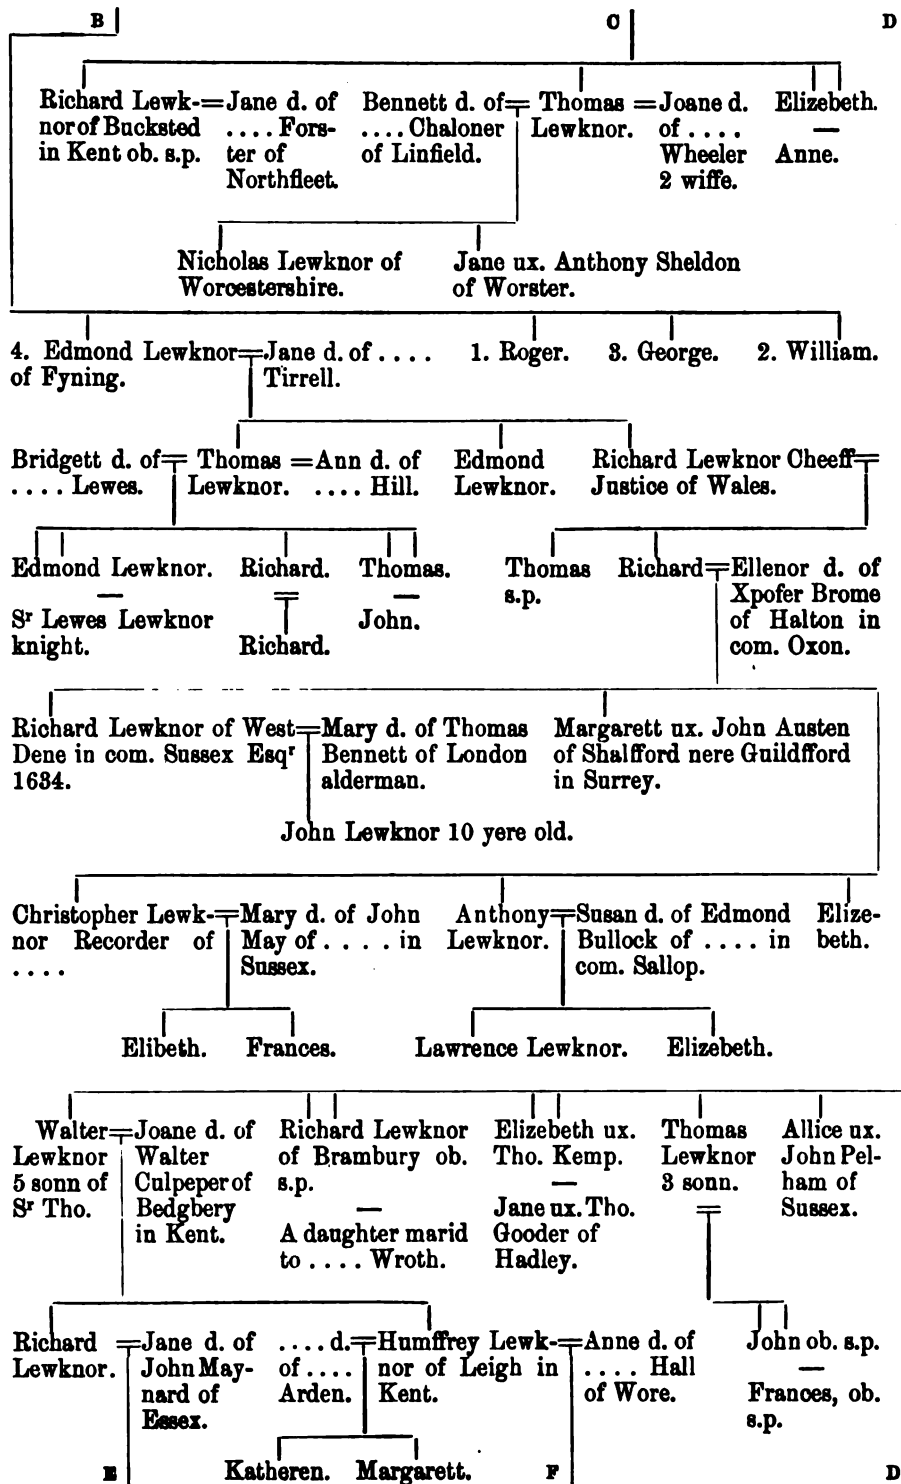 B C D
Richard Lewk-=Jane d. of Bennett d. of= Thomas =Joane d. Elizebeth.
nor of Bucksted .... Fors- .... Chaloner Lewknor. of .... —
in Kent ob. s.p. ter of of Linfield. Wheeler Anne.
Northfleet. 2 wiffe.
Nicholas Lewknor of Jane ux. Anthony Sheldon
Worcestershire. of Worster.
4. Edmond Lewknor=Jane d. of .... 1. Roger. 3. George. 2. William.
of Fyning. Tirrell.
Bridgett d. of= Thomas =Ann d. of Edmond Richard Lewknor Cheeff=
.... Lewes. Lewknor. .... Hill. Lewknor. Justice of Wales.
Edmond Lewknor. Richard. Thomas. Thomas Richard=Ellenor d. of
— = — s.p. Xpofer Brome
Sr Lewes Lewknor John. of Halton in
knight. Richard. com. Oxon.
Richard Lewknor of West=Mary d. of Thomas Margarett ux. John Austen
Dene in com. Sussex Esqr Bennett of London of Shalfford nere Guildfford
1634. alderman. in Surrey.
John Lewknor 10 yere old.
Christopher Lewk-=Mary d. of John Anthony=Susan d. of Edmond Elize-
nor Recorder of May of .... in Lewknor. Bullock of .... in beth.
.... Sussex. com. Sallop.
Elibeth. Frances. Lawrence Lewknor. Elizebeth.
Walter=Joane d. of Richard Lewknor Elizebeth ux. Thomas Allice ux.
Lewknor Walter of Brambury ob. Tho. Kemp. Lewknor John Pel-
5 sonn of Culpeper of s.p. — 3 sonn. ham of
Sr Tho. Bedgbery — Jane ux. Tho. = Sussex.
in Kent. A daughter marid Gooder of
to .... Wroth. Hadley.
Richard =Jane d. of .... d.=Humffrey Lewk-=Anne d. of John ob. s.p.
Lewknor. John May- of .... nor of Leigh in .... Hall —
nard of Arden. Kent. of Wore. Frances, ob.
Essex. s.p.
E Katheren. Margarett. F D